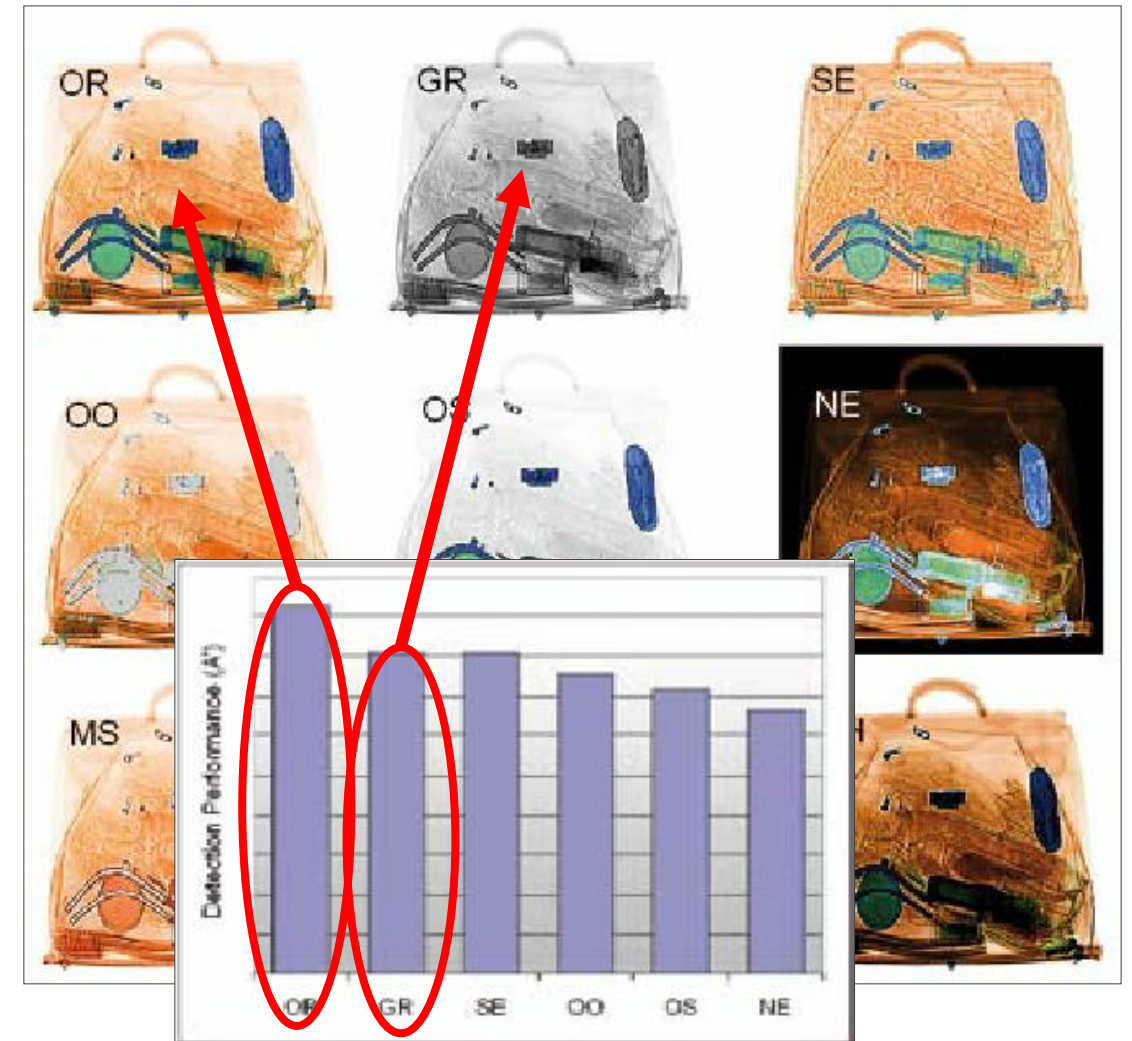 OR
GR
SE
OO
OS
NE
MS
H
Detection Performance (A')
OR
GR
SE
OO
OS
NE